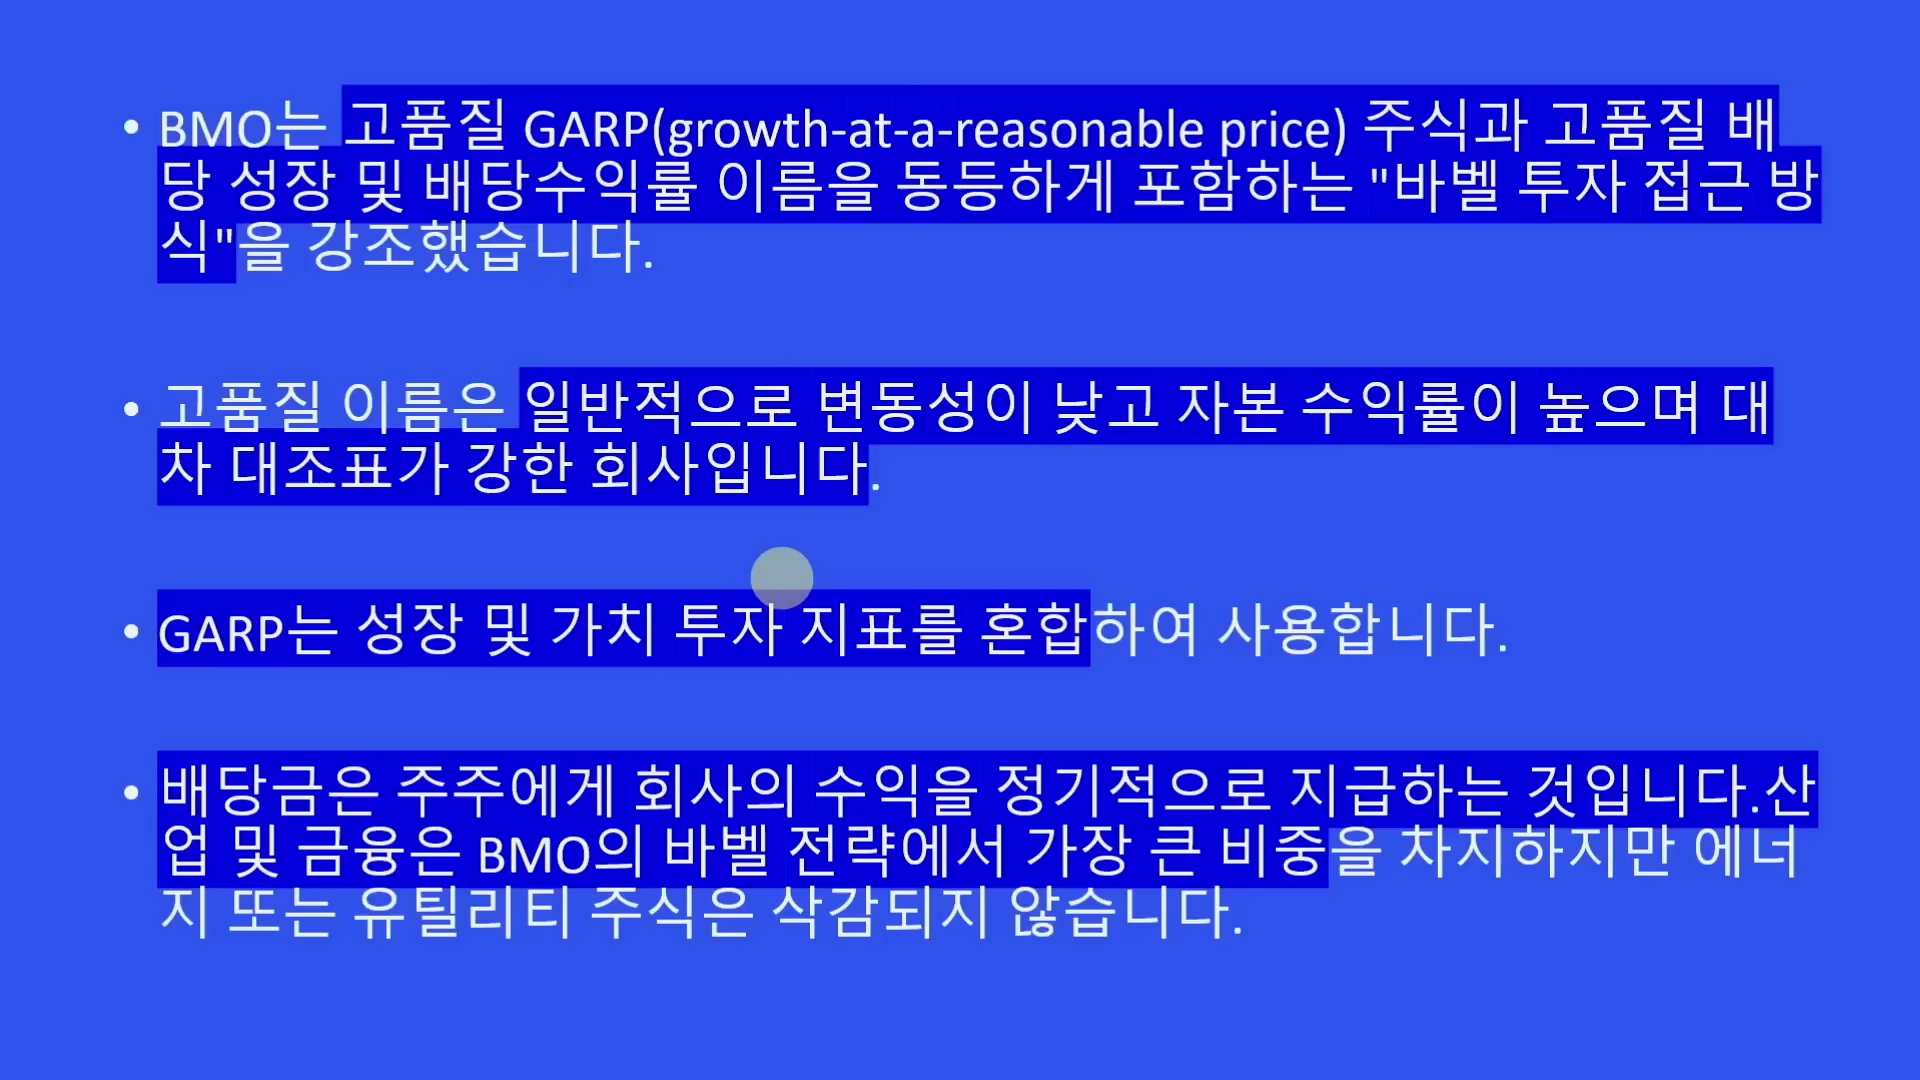 • BMO는 고품질 GARP(growth-at-a-reasonable price) 주식과 고품질 배
당 성장 및 배당수익률 이름을 동등하게 포함하는 "바벨 투자 접근 방
식"을 강조했습니다.
• 고품질 이름은 일반적으로 변동성이 낮고 자본 수익률이 높으며 대
차 대조표가 강한 회사입니다.
• GARP는 성장 및 가치 투자 지표를 혼합하여 사용합니다.
• 배당금은 주주에게 회사의 수익을 정기적으로 지급하는 것입니다.산
업 및 금융은 BMO의 바벨 전략에서 가장 큰 비중을 차지하지만 에너
지 또는 유틸리티 주식은 삭감되지 않습니다.